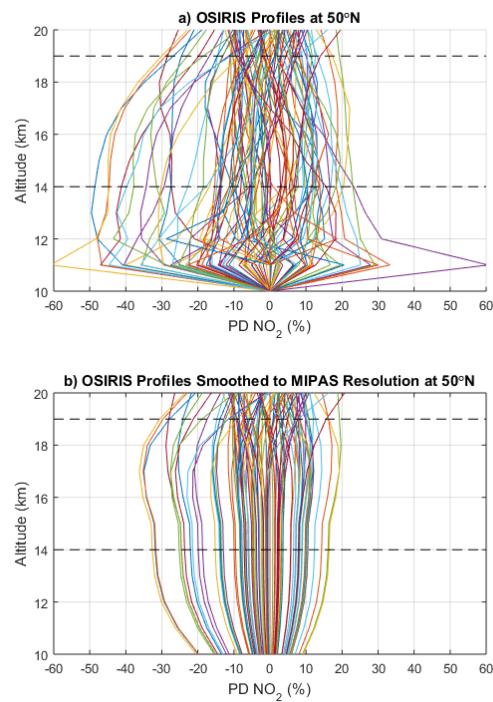 a) OSIRIS Profiles at 50°N
20
18
16
14
12
10
Altitude (km)
-60 -50 -40 -30 -20 -10 0 10 20 30 40 50 60
PD NO2 (%)
b) OSIRIS Profiles Smoothed to MIPAS Resolution at 50°N
20
18
16
14
12
10
Altitude (km)
-60 -50 -40 -30 -20 -10 0 10 20 30 40 50 60
PD NO2 (%)